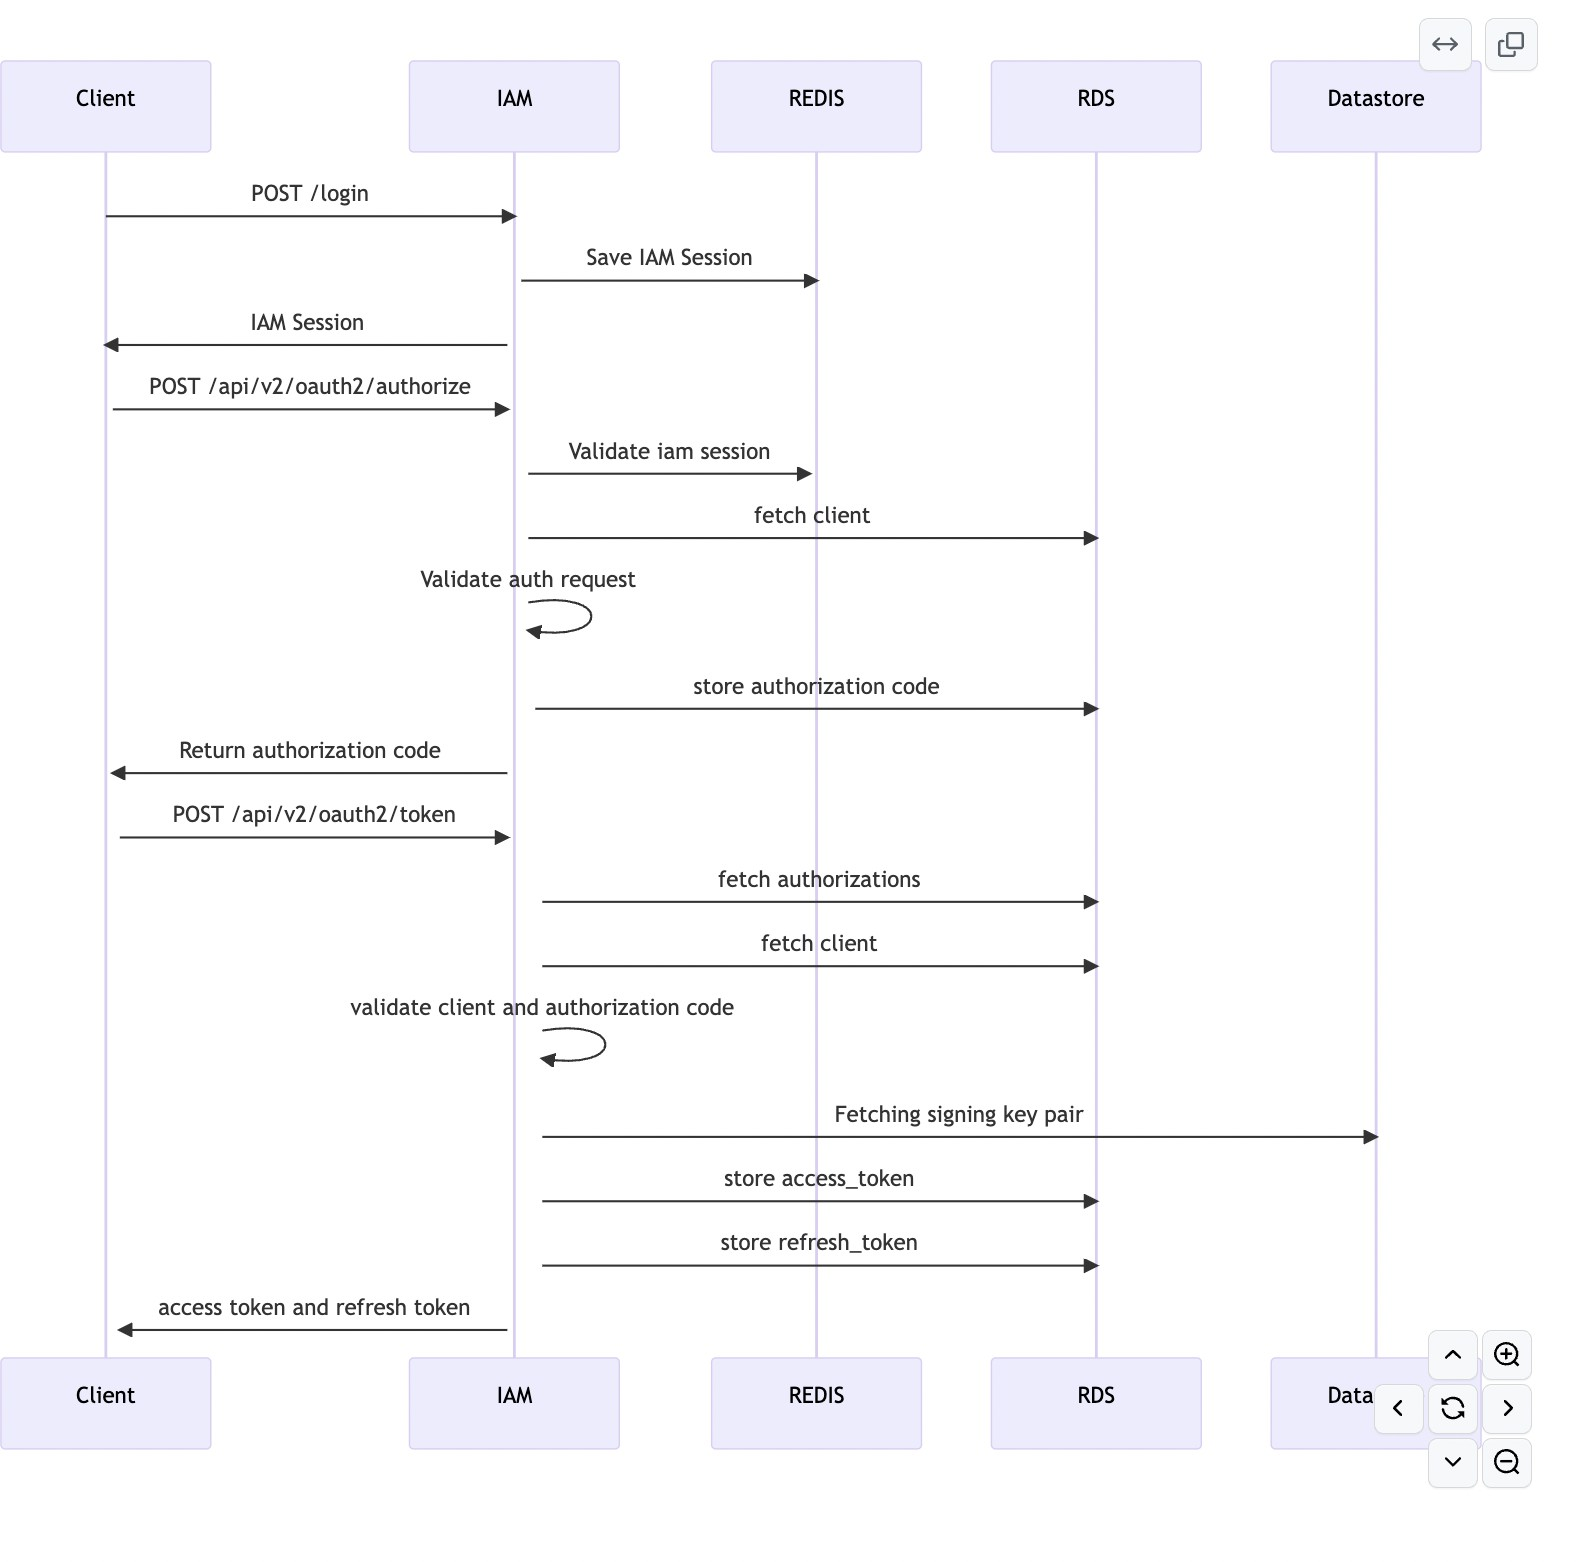 Client
IAM
REDIS
RDS
Datastore
POST /login
Save IAM Session
IAM Session
POST /api/v2/oauth2/authorize
Validate iam session
fetch client
Validate auth request
store authorization code
Return authorization code
POST /api/v2/oauth2/token
fetch authorizations
fetch client
validate client and authorization code
Fetching signing key pair
store access_token
store refresh_token
access token and refresh token
Client
IAM
REDIS
RDS
Data